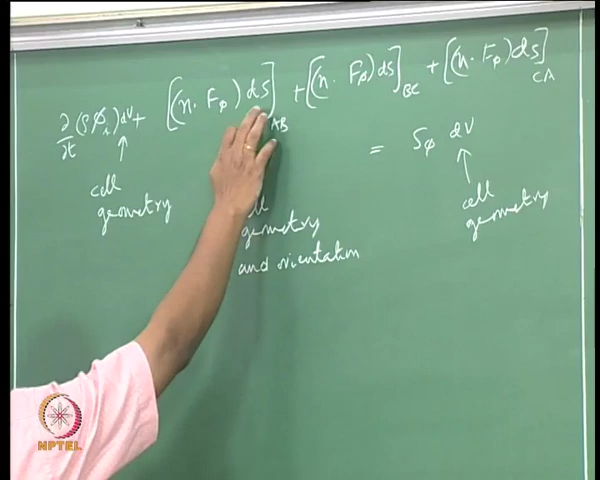 ∂/∂t (ρφᵢ)dV + [(n. F_φ) ds]_AB + [(n. F_φ) ds]_BC + [(n. F_φ) ds]_CA
= S_φ dV
cell geometry
geometry and orientation
cell geometry
NPTEL